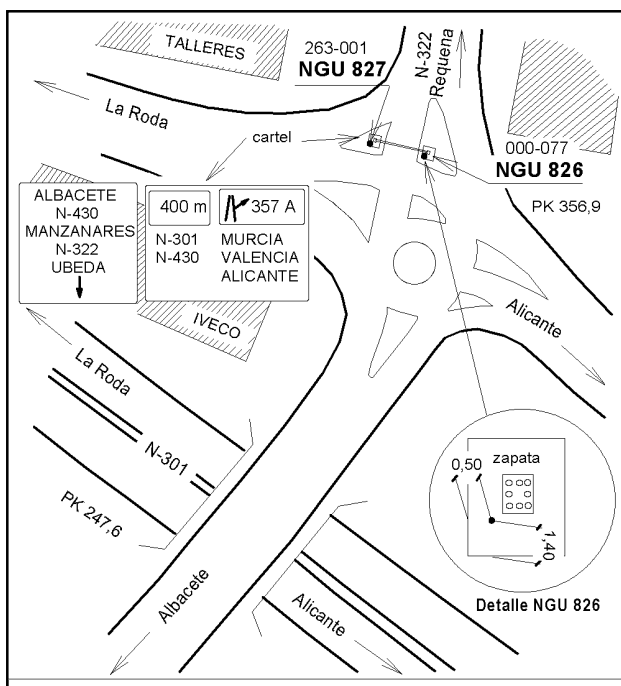 TALLERES
263-001
NGU 827
N-322
Requena
La Roda
cartel
000-077
NGU 826
PK 356,9
ALBACETE
N-430
MANZANARES
N-322
UBEDA
400 m
357 A
N-301 MURCIA
N-430 VALENCIA
ALICANTE
IVECO
Alicante
La Roda
N-301
PK 247,6
zapata
0,50
1,40
Detalle NGU 826
Albacete
Alicante